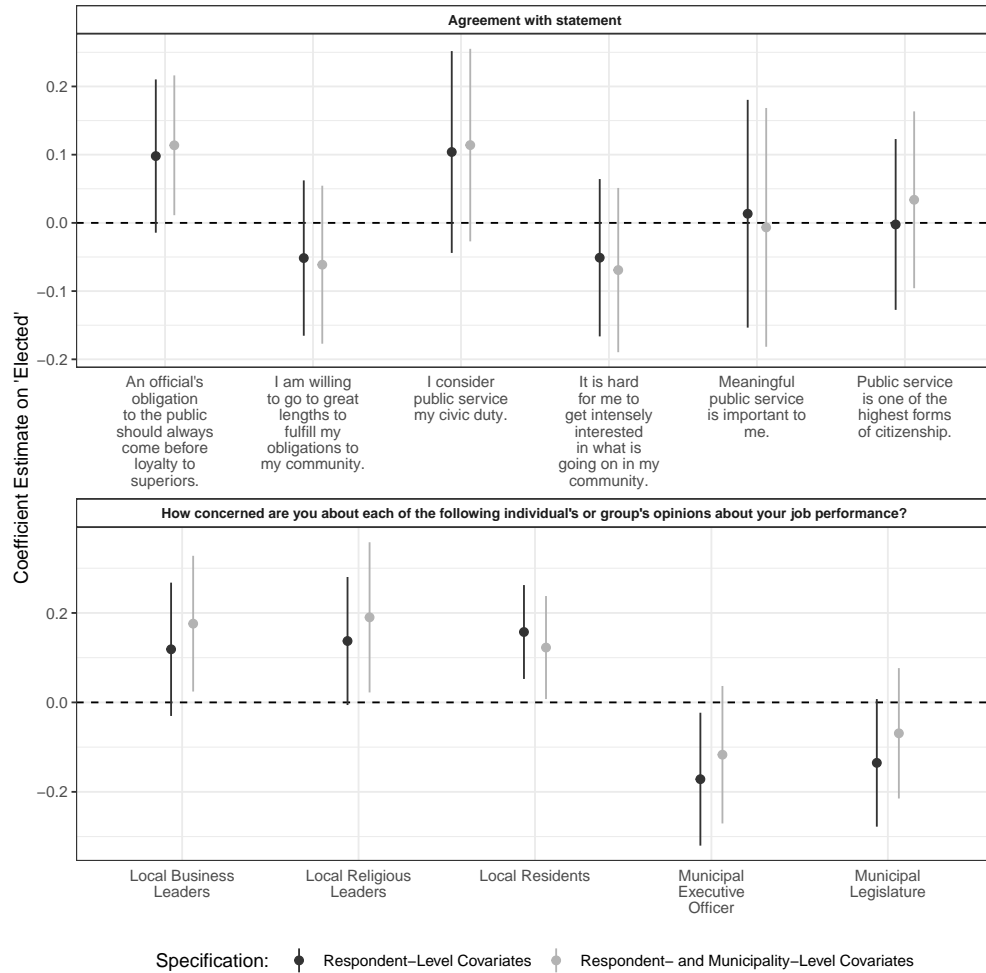 Agreement with statement
Coefficient Estimate on 'Elected'
0.2
0.1
0.0
−0.1
−0.2
An official's
obligation
to the public
should always
come before
loyalty to
superiors.
I am willing
to go to great
lengths to
fulfill my
obligations to
my community.
I consider
public service
my civic duty.
It is hard
for me to
get intensely
interested
in what is
going on in my
community.
Meaningful
public service
is important to
me.
Public service
is one of the
highest forms
of citizenship.
How concerned are you about each of the following individual's or group's opinions about your job performance?
0.2
0.0
−0.2
Local Business
Leaders
Local Religious
Leaders
Local Residents
Municipal
Executive
Officer
Municipal
Legislature
Specification:
Respondent−Level Covariates
Respondent− and Municipality−Level Covariates